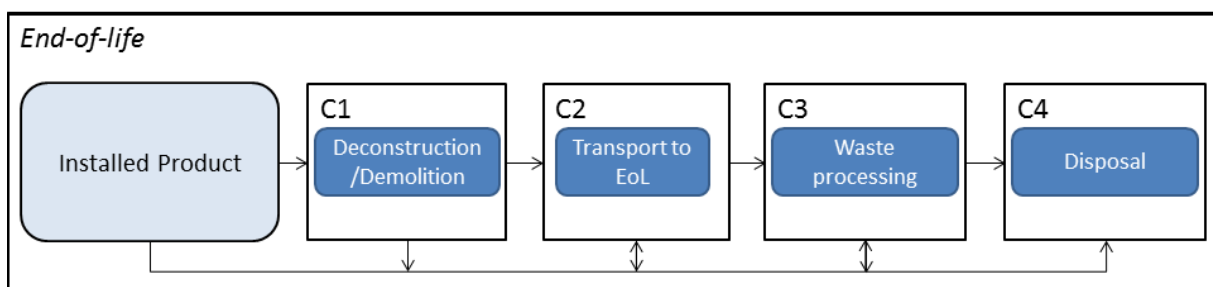 End-of-life
Installed Product
C1
Deconstruction
/Demolition
C2
Transport to
EoL
C3
Waste
processing
C4
Disposal